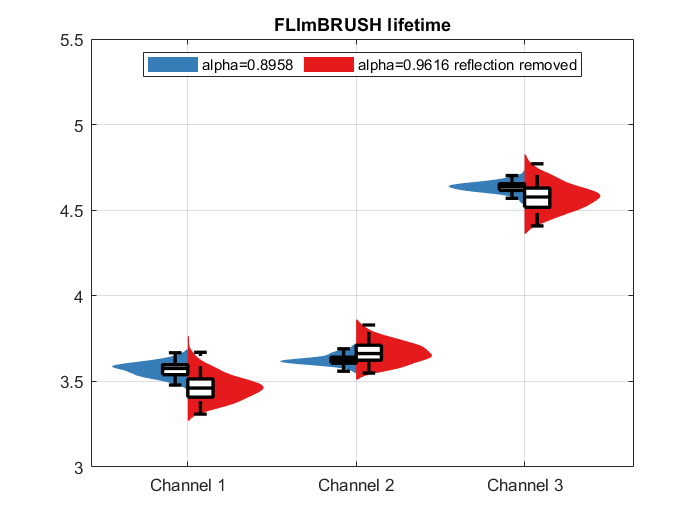 FLImBRUSH lifetime
alpha=0.8958 alpha=0.9616 reflection removed
5.5
5
4.5
4
3.5
3
Channel 1 Channel 2 Channel 3